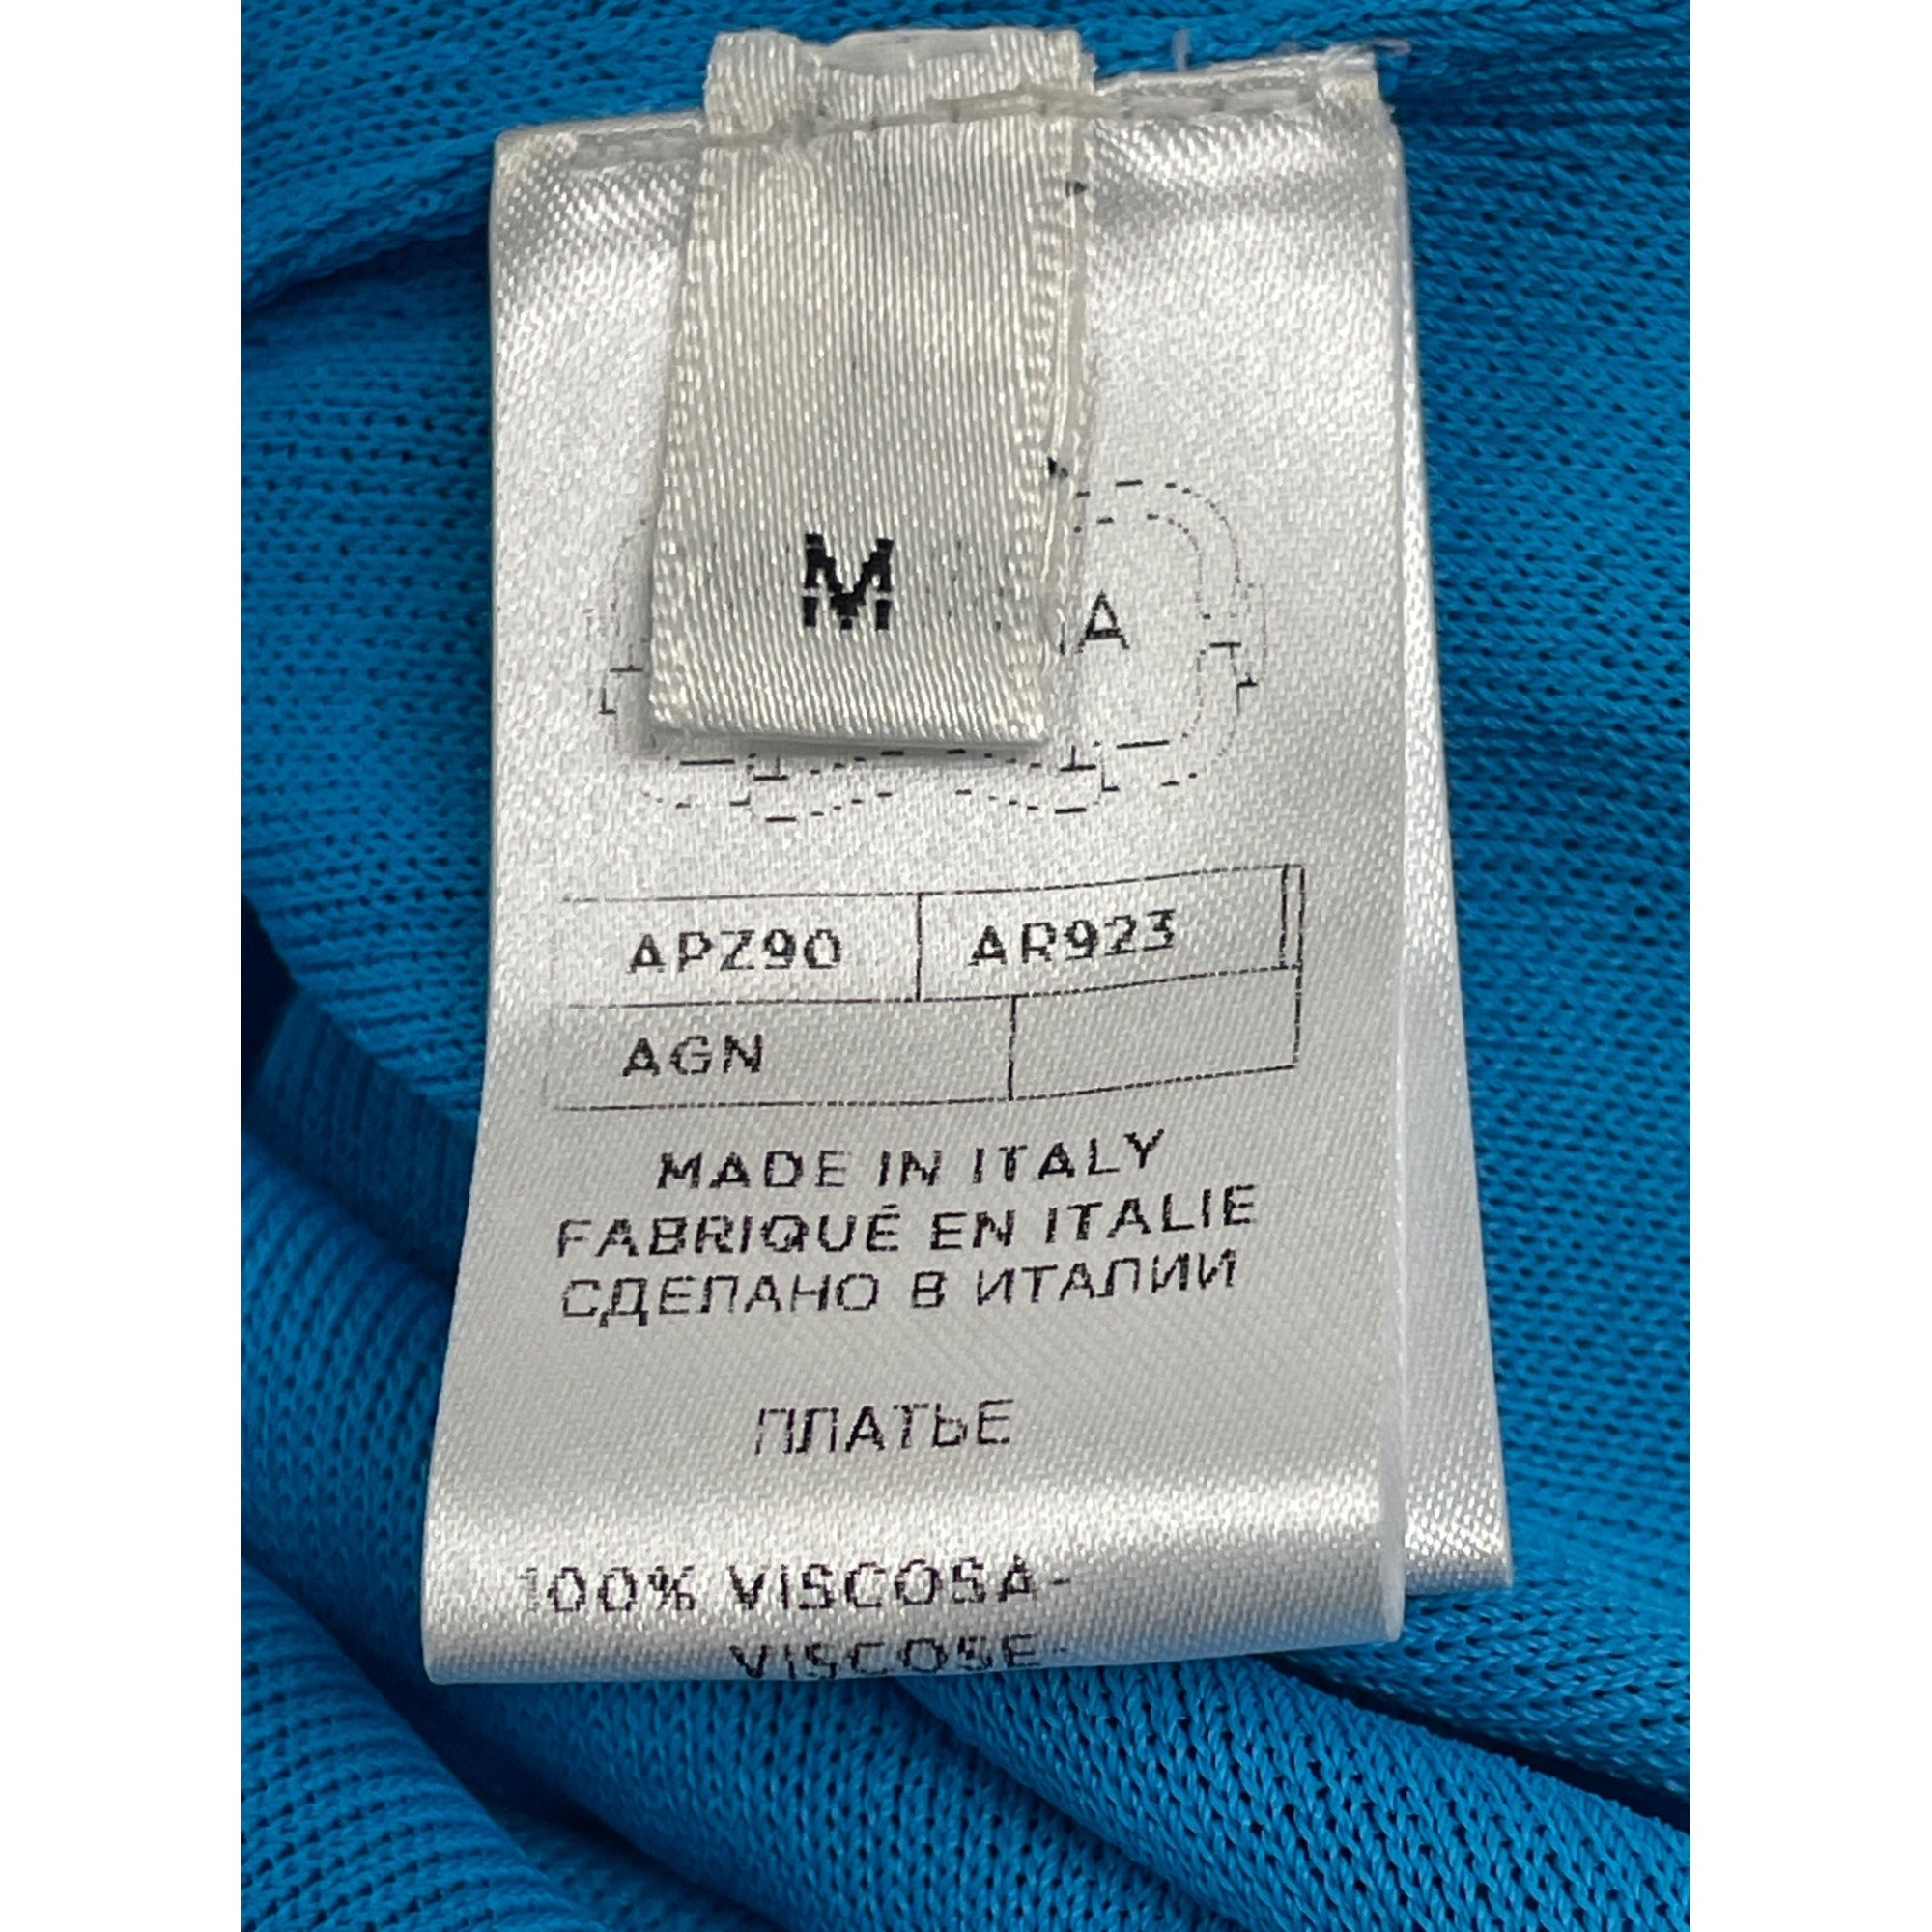 M
APZ90 AR923
AGN
MADE IN ITALY
FABRIQUÉ EN ITALIE
СДЕЛАНО В ИТАЛИИ
ПЛАТЬЕ
100% VISCOSA-
VISCOSE-